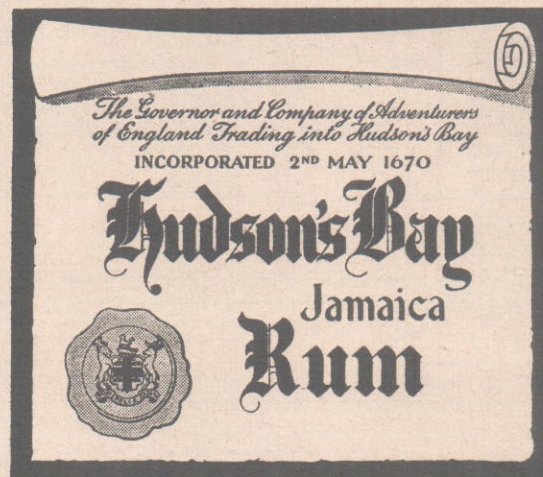 The Governor and Company of Adventurers
of England Trading into Hudson's Bay
INCORPORATED 2ND MAY 1670
Hudson's Bay
Jamaica
Rum